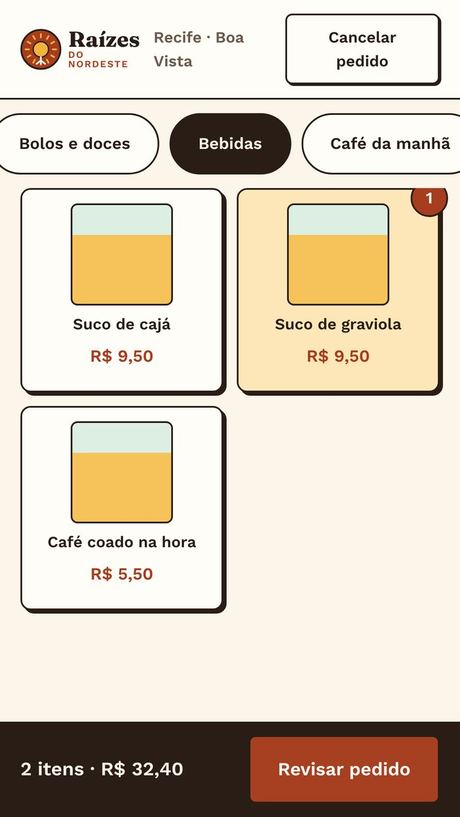 Raízes
DO
NORDESTE
Recife · Boa
Vista
Cancelar
pedido
Bolos e doces
Bebidas
Café da manhã
1
Suco de cajá
R$ 9,50
Suco de graviola
R$ 9,50
Café coado na hora
R$ 5,50
2 itens · R$ 32,40
Revisar pedido